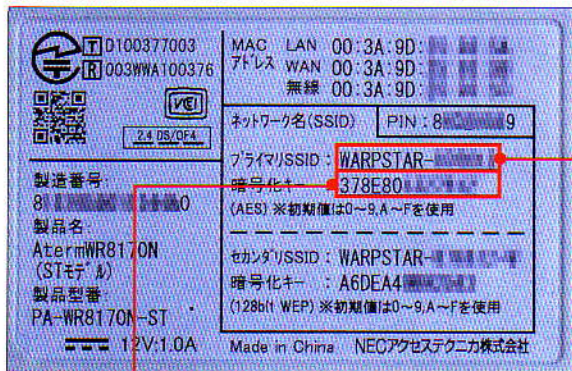 T D100377003
R 003WWA100376
VCI
2.4 DS/OF4
製造番号:
8 0
製品名:
AtermWR8170N
(STモデル)
製品型番:
PA-WR8170N-ST
12V:1.0A
MAC LAN 00:3A:9D:
アドレス WAN 00:3A:9D:
無線 00:3A:9D:
ネットワーク名(SSID) PIN:8 9
プライマリSSID:WARPSTAR-
暗号化キー:378E80
(AES) ※初期値は0~9,A~Fを使用
セカンダリSSID:WARPSTAR-
暗号化キー:A6DEA4
(128bit WEP) ※初期値は0~9,A~Fを使用
Made in China NECアクセステクニカ株式会社